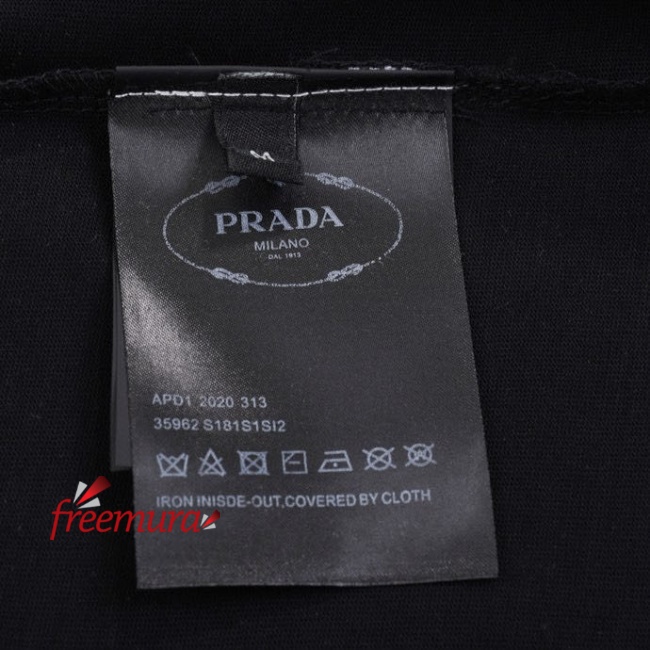 M
PRADA
MILANO
DAL 1913
APD1 2020 313
35962 S181S1SI2
IRON INISDE-OUT,COVERED BY CLOTH
freemura